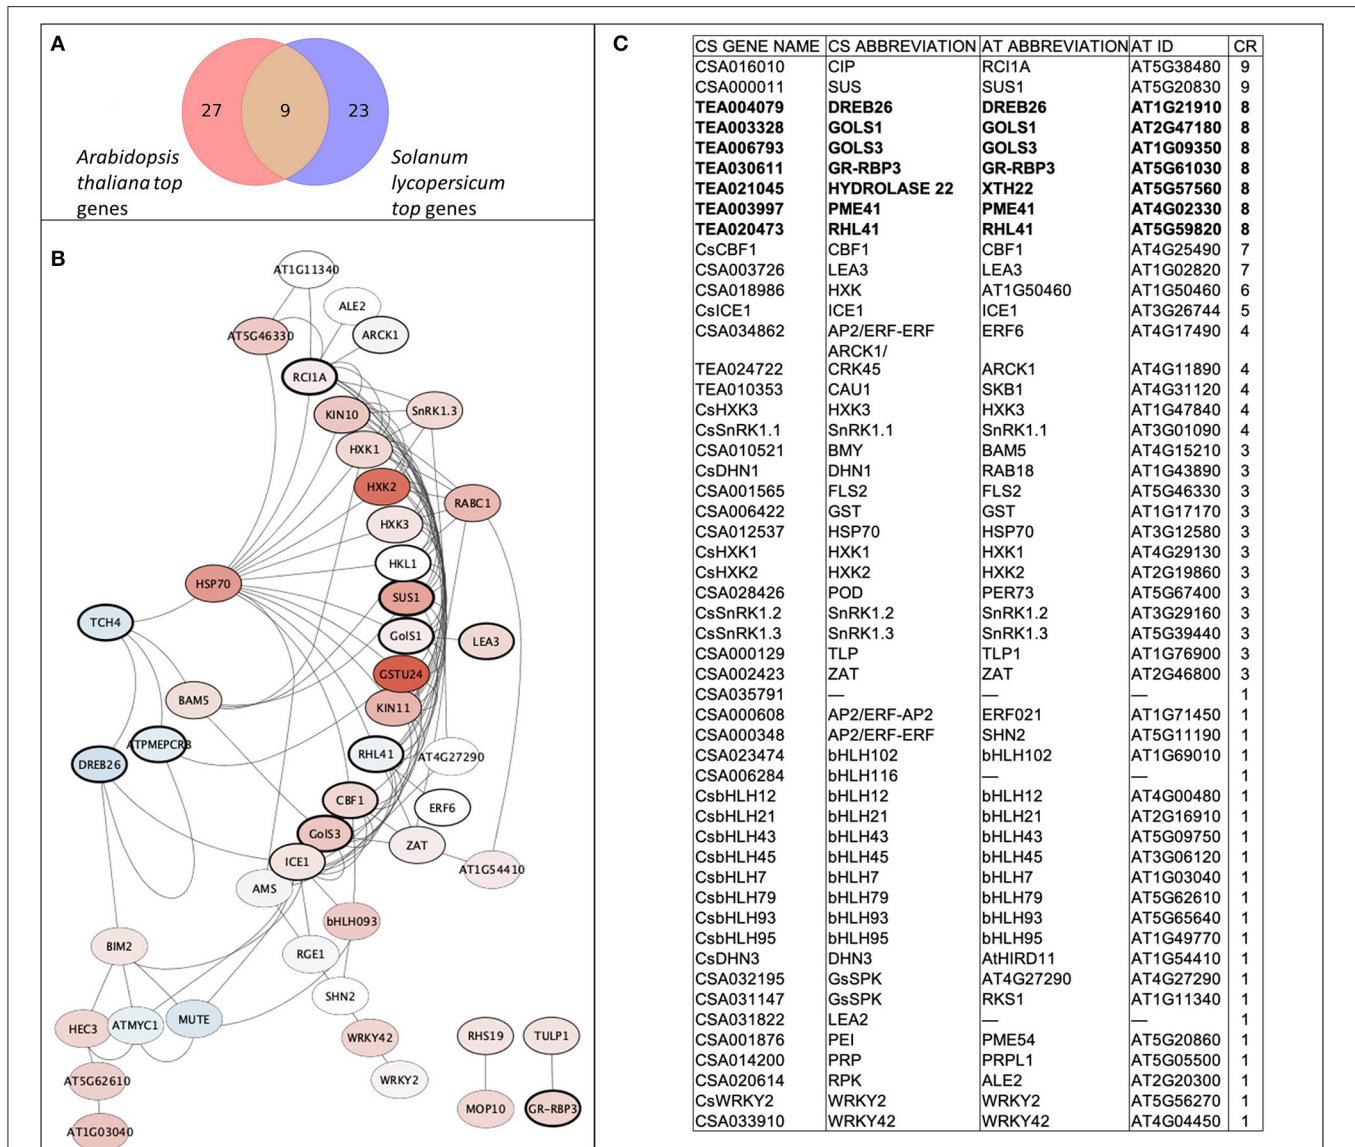 A
27
9
23
Arabidopsis
thaliana top
genes
Solanum
lycopersicum
top genes
B
AT1G11340
ALE2
AT5G46330
ARCK1
RCI1A
KIN10
SnRK1.3
HXK1
HXK2
RABC1
HXK3
HKL1
HSP70
SUS1
TCH4
GolS1
LEA3
GSTU24
BAM5
KIN11
ATPMEPCRB
RHL41
AT4G27290
DREB26
CBF1
ERF6
GolS3
ZAT
ICE1
AT1G54410
AMS
bHLH093
BIM2
RGE1
SHN2
HEC3
ATMYC1
MUTE
WRKY42
RHS19
TULP1
AT5G62610
WRKY2
MOP10
GR-RBP3
AT1G03040
C
CS GENE NAME CS ABBREVIATION AT ABBREVIATION AT ID CR
CSA016010 CIP RCI1A AT5G38480 9
CSA000011 SUS SUS1 AT5G20830 9
TEA004079 DREB26 DREB26 AT1G21910 8
TEA003328 GOLS1 GOLS1 AT2G47180 8
TEA006793 GOLS3 GOLS3 AT1G09350 8
TEA030611 GR-RBP3 GR-RBP3 AT5G61030 8
TEA021045 HYDROLASE 22 XTH22 AT5G57560 8
TEA003997 PME41 PME41 AT4G02330 8
TEA020473 RHL41 RHL41 AT5G59820 8
CsCBF1 CBF1 CBF1 AT4G25490 7
CSA003726 LEA3 LEA3 AT1G02820 7
CSA018986 HXK AT1G50460 AT1G50460 6
CsICE1 ICE1 ICE1 AT3G26744 5
CSA034862 AP2/ERF-ERF ERF6 AT4G17490 4
ARCK1/
TEA024722 CRK45 ARCK1 AT4G11890 4
TEA010353 CAU1 SKB1 AT4G31120 4
CsHXK3 HXK3 HXK3 AT1G47840 4
CsSnRK1.1 SnRK1.1 SnRK1.1 AT3G01090 4
CSA010521 BMY BAM5 AT4G15210 3
CsDHN1 DHN1 RAB18 AT1G43890 3
CSA001565 FLS2 FLS2 AT5G46330 3
CSA006422 GST GST AT1G17170 3
CSA012537 HSP70 HSP70 AT3G12580 3
CsHXK1 HXK1 HXK1 AT4G29130 3
CsHXK2 HXK2 HXK2 AT2G19860 3
CSA028426 POD PER73 AT5G67400 3
CsSnRK1.2 SnRK1.2 SnRK1.2 AT3G29160 3
CsSnRK1.3 SnRK1.3 SnRK1.3 AT5G39440 3
CSA000129 TLP TLP1 AT1G76900 3
CSA002423 ZAT ZAT AT2G46800 3
CSA035791 — — — 1
CSA000608 AP2/ERF-AP2 ERF021 AT1G71450 1
CSA000348 AP2/ERF-ERF SHN2 AT5G11190 1
CSA023474 bHLH102 bHLH102 AT1G69010 1
CSA006284 bHLH116 — — 1
CsbHLH12 bHLH12 bHLH12 AT4G00480 1
CsbHLH21 bHLH21 bHLH21 AT2G16910 1
CsbHLH43 bHLH43 bHLH43 AT5G09750 1
CsbHLH45 bHLH45 bHLH45 AT3G06120 1
CsbHLH7 bHLH7 bHLH7 AT1G03040 1
CsbHLH79 bHLH79 bHLH79 AT5G62610 1
CsbHLH93 bHLH93 bHLH93 AT5G65640 1
CsbHLH95 bHLH95 bHLH95 AT1G49770 1
CsDHN3 DHN3 AtHIRD11 AT1G54410 1
CSA032195 GsSPK AT4G27290 AT4G27290 1
CSA031147 GsSPK RKS1 AT1G11340 1
CSA031822 LEA2 — — 1
CSA001876 PEI PME54 AT5G20860 1
CSA014200 PRP PRPL1 AT5G05500 1
CSA020614 RPK ALE2 AT2G20300 1
CsWRKY2 WRKY2 WRKY2 AT5G56270 1
CSA033910 WRKY42 WRKY42 AT4G04450 1